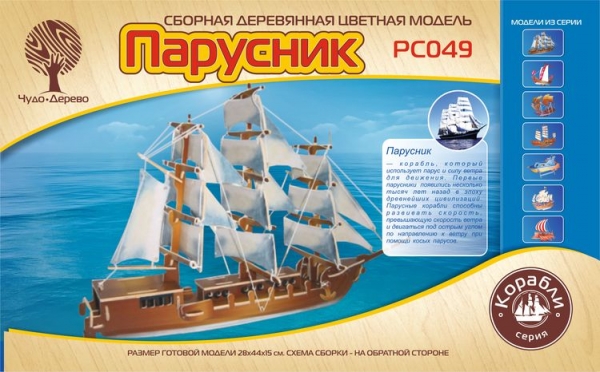 СБОРНАЯ ДЕРЕВЯННАЯ ЦВЕТНАЯ МОДЕЛЬ
Парусник
PC049
Чудо-Дерево
МОДЕЛИ ИЗ СЕРИИ
Парусник
— корабль, который
использует парус и силу ветра
для движения. Первые
парусники появились несколько
тысяч лет назад в эпоху
древнейших цивилизаций.
Парусные корабли способны
развивать скорость,
превышающую скорость ветра
и двигаться под острым углом
по направлению к ветру при
помощи косых парусов.
Корабли
серия
РАЗМЕР ГОТОВОЙ МОДЕЛИ 28x44x15 см. СХЕМА СБОРКИ - НА ОБРАТНОЙ СТОРОНЕ